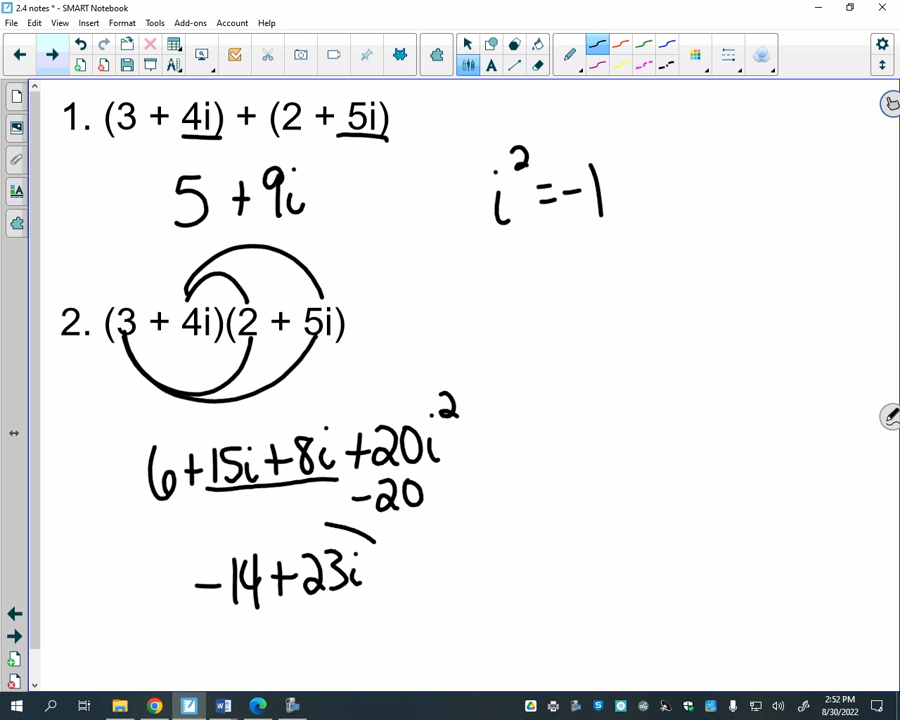 2.4 notes * - SMART Notebook
File Edit View Insert Format Tools Add-ons Account Help
1. (3 + 4i) + (2 + 5i)
5 + 9i
i² = -1
2. (3 + 4i)(2 + 5i)
6 + 15i + 8i + 20i²
-20
-14 + 23i
2:52 PM
8/30/2022